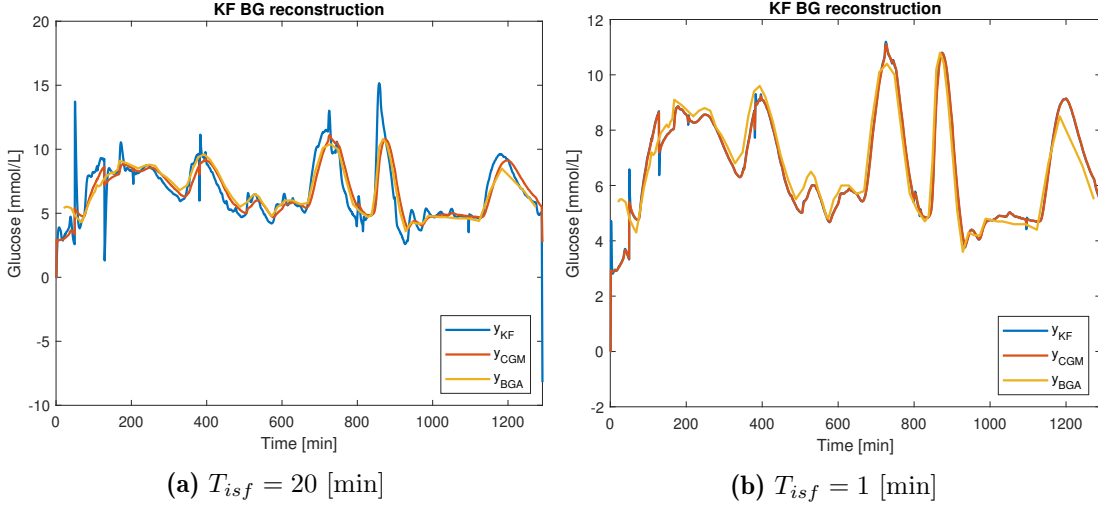 KF BG reconstruction
20
15
10
5
0
-5
-10
Glucose [mmol/L]
0 200 400 600 800 1000 1200
Time [min]
y_KF
y_CGM
y_BGA
(a) T_isf = 20 [min]
KF BG reconstruction
12
10
8
6
4
2
0
-2
Glucose [mmol/L]
0 200 400 600 800 1000 1200
Time [min]
y_KF
y_CGM
y_BGA
(b) T_isf = 1 [min]